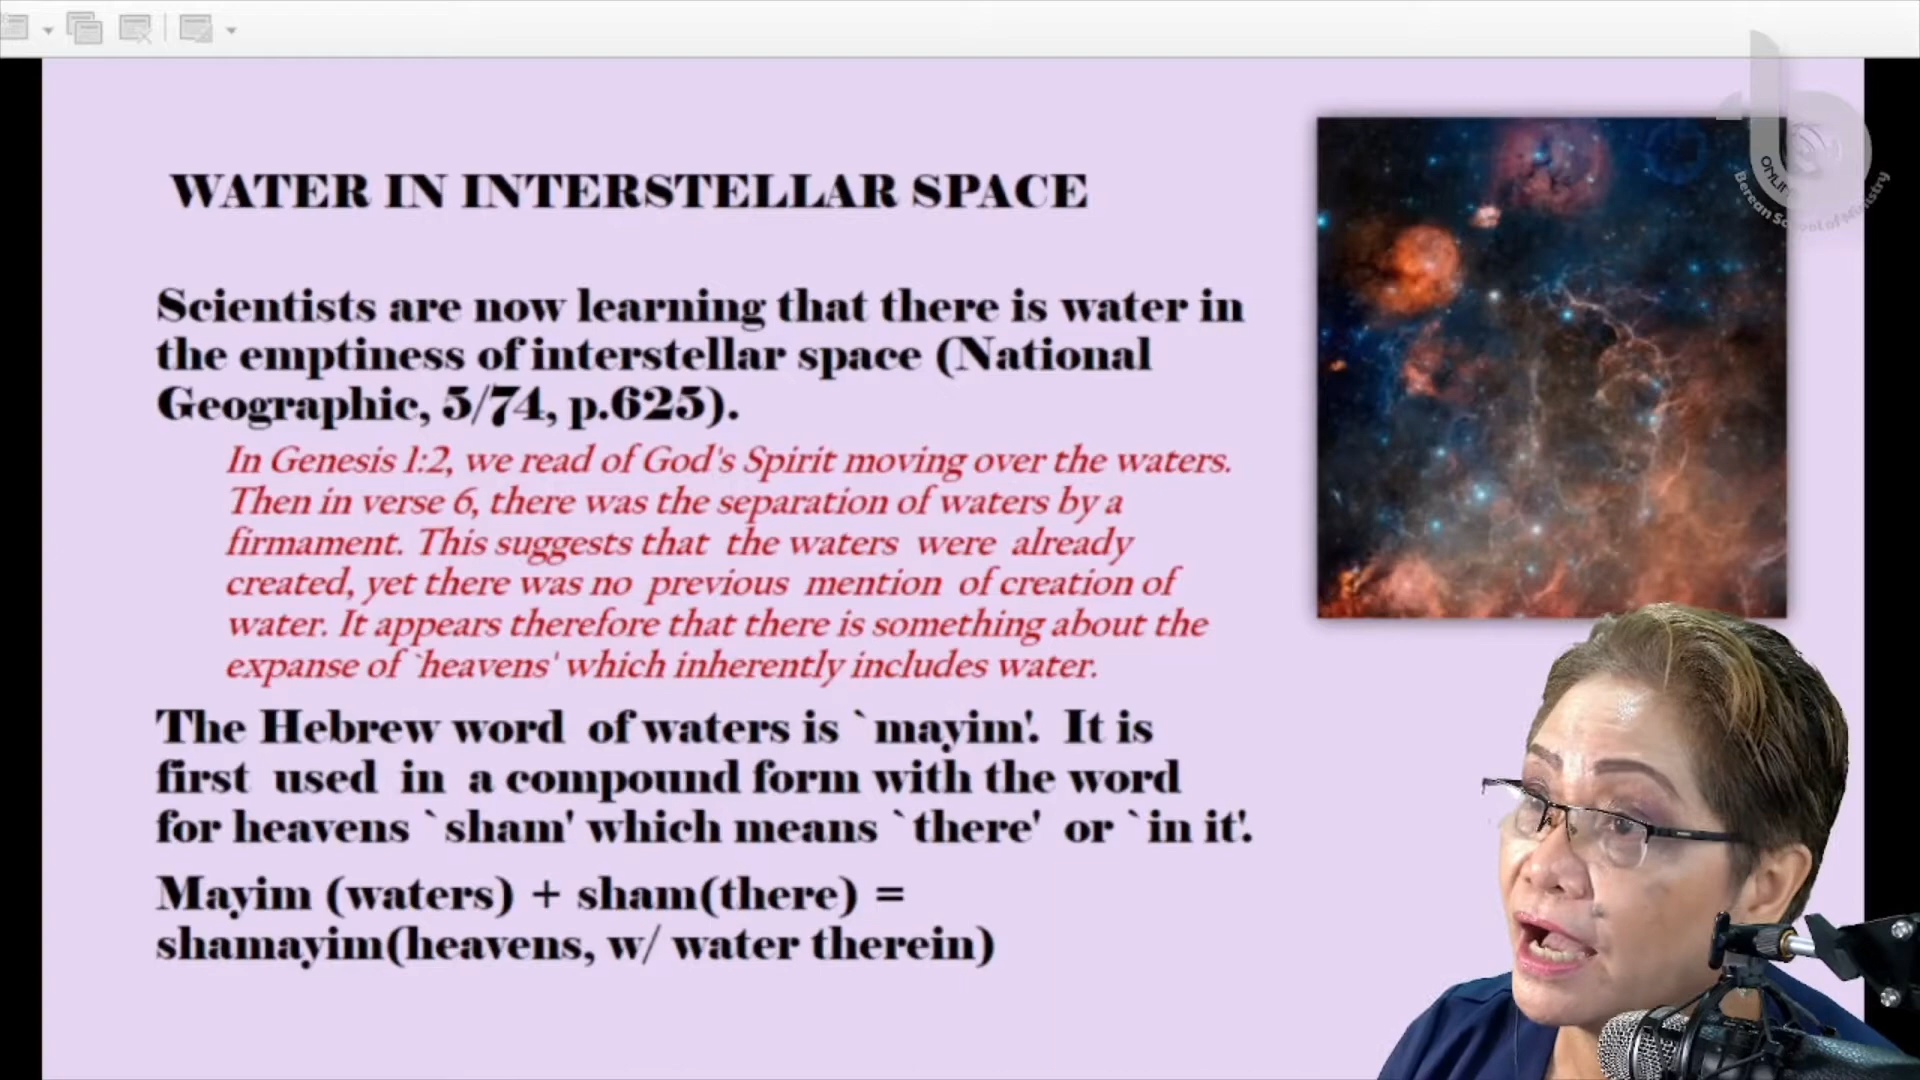 WATER IN INTERSTELLAR SPACE
Scientists are now learning that there is water in
the emptiness of interstellar space (National
Geographic, 5/74, p.625).
In Genesis 1:2, we read of God's Spirit moving over the waters.
Then in verse 6, there was the separation of waters by a
firmament. This suggests that the waters were already
created, yet there was no previous mention of creation of
water. It appears therefore that there is something about the
expanse of `heavens' which inherently includes water.
The Hebrew word of waters is `mayim'. It is
first used in a compound form with the word
for heavens `sham' which means `there' or `in it'.
Mayim (waters) + sham(there) =
shamayim(heavens, w/ water therein)
Berean School of Ministry